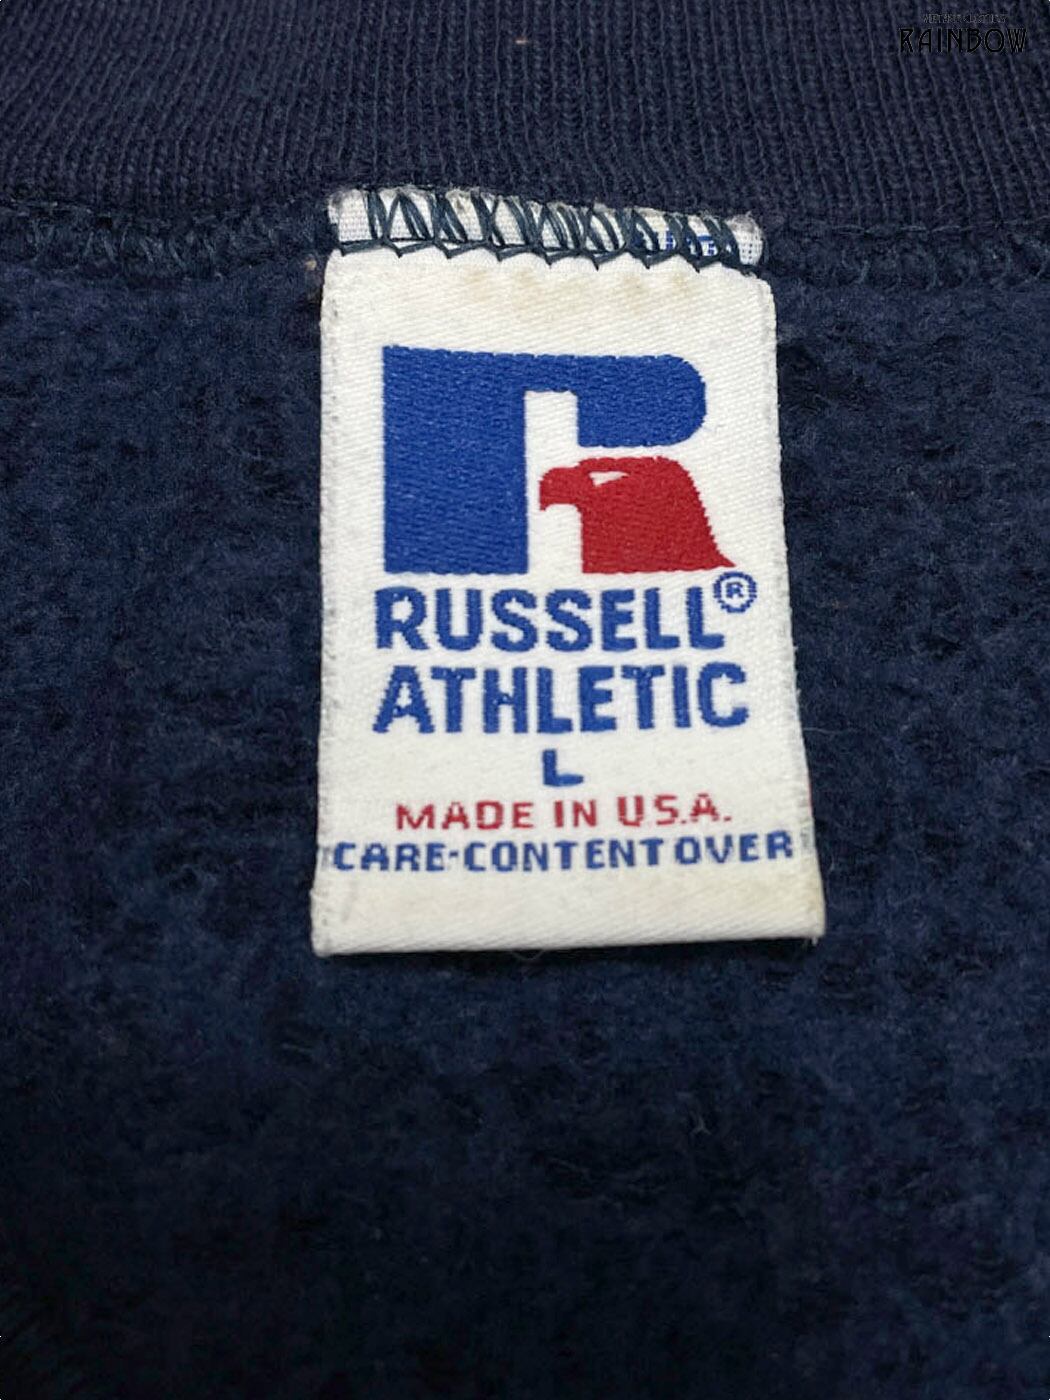 RAINBOW
R
RUSSELL®
ATHLETIC
L
MADE IN U.S.A.
CARE-CONTENT OVER